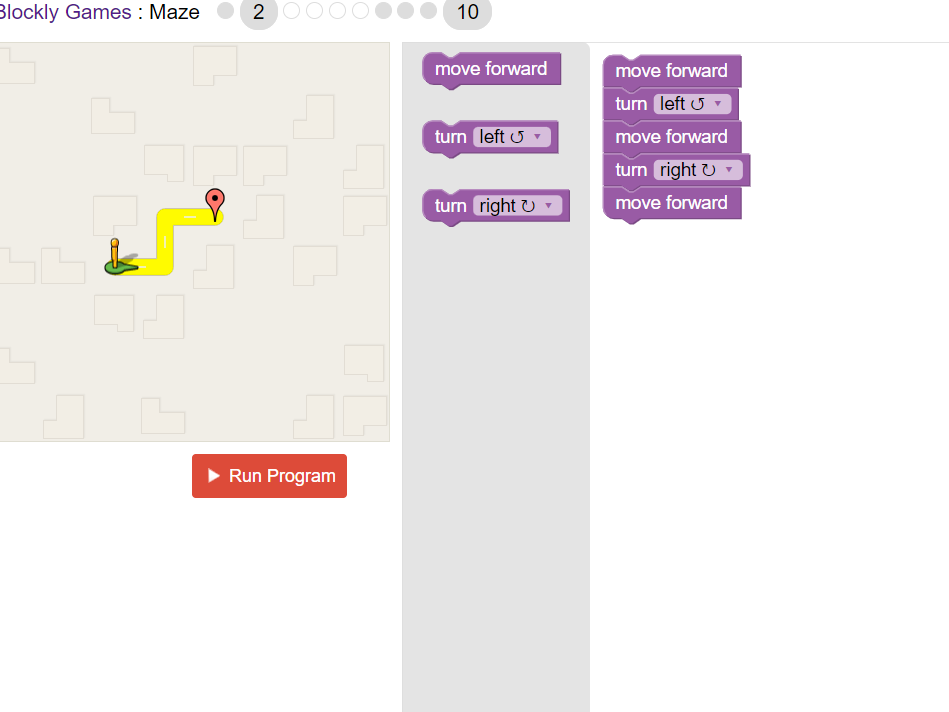 Blockly Games : Maze 2 10
move forward
turn left ↺ ▼
turn right ↻ ▼
move forward
turn left ↺ ▼
move forward
turn right ↻ ▼
move forward
Run Program